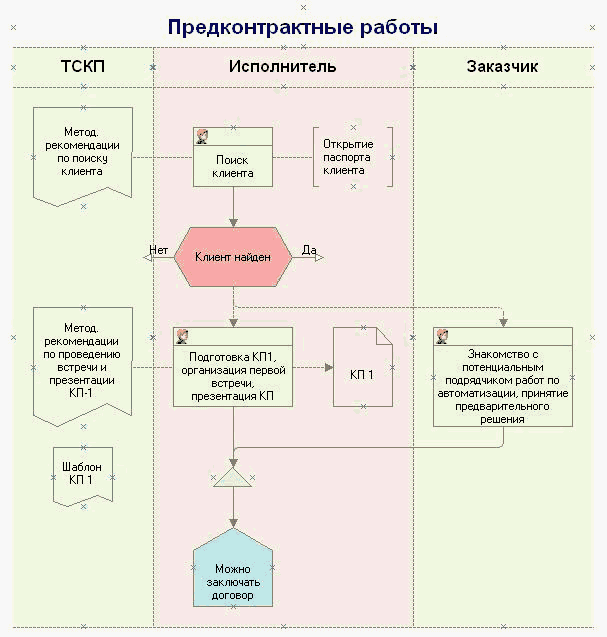 Предконтрактные работы
ТСКП
Исполнитель
Заказчик
Метод.
рекомендации
по поиску
клиента
Поиск
клиента
Открытие
паспорта
клиента
Нет
Клиент найден
Да
Метод.
рекомендации
по проведению
встречи и
презентации
КП-1
Подготовка КП1,
организация первой
встречи,
презентация КП
КП 1
Знакомство с
потенциальным
подрядчиком работ по
автоматизации, принятие
предварительного
решения
Шаблон
КП 1
Можно
заключать
договор